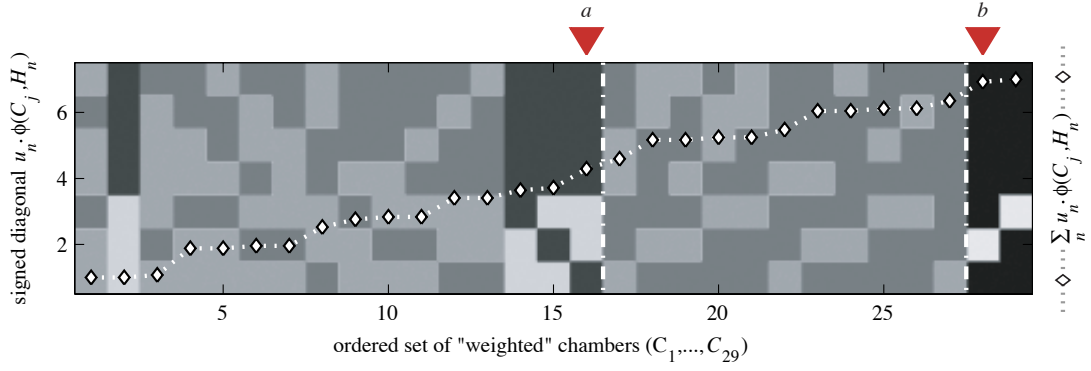 a
b
signed diagonal u_n·ϕ(C_j,H_n)
6
4
2
5
10
15
20
25
ordered set of "weighted" chambers (C_1,...,C_29)
∑_n u_n·ϕ(C_j,H_n)